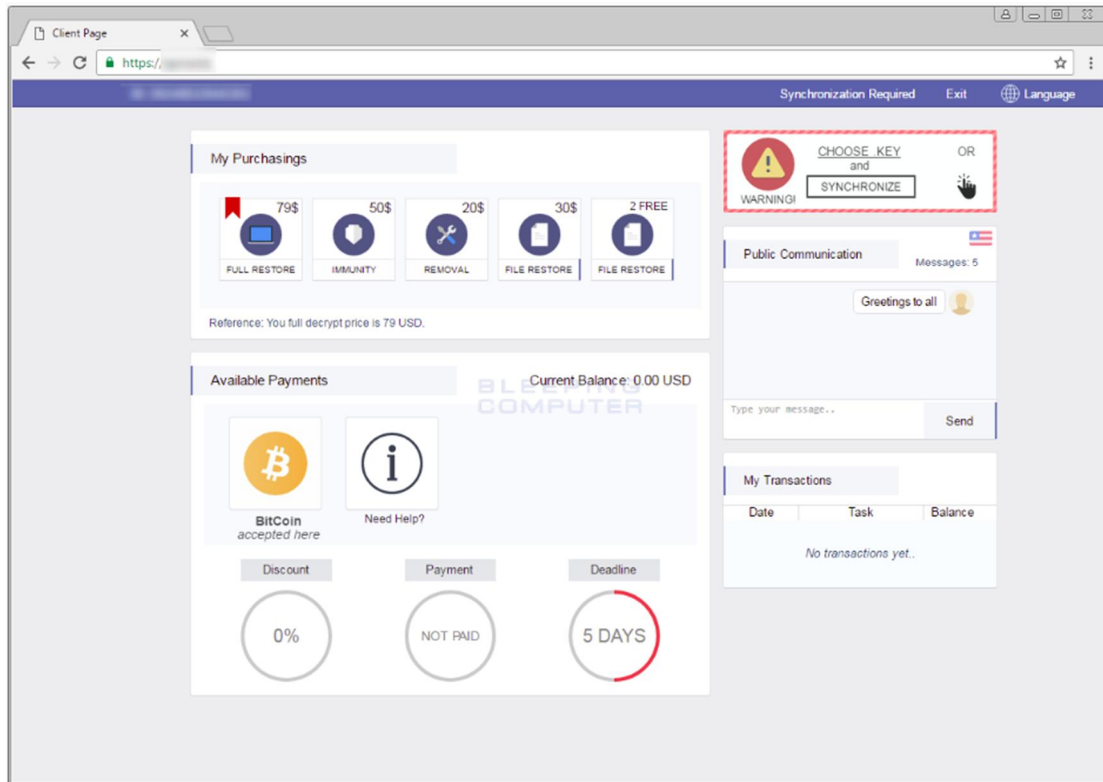 Client Page
https:/
Synchronization Required Exit Language
My Purchasings
79$ 50$ 20$ 30$ 2 FREE
FULL RESTORE IMMUNITY REMOVAL FILE RESTORE FILE RESTORE
Reference: You full decrypt price is 79 USD.
Available Payments Current Balance: 0.00 USD
BLEEPING
COMPUTER
BitCoin
accepted here
Need Help?
Discount Payment Deadline
0% NOT PAID 5 DAYS
CHOOSE .KEY OR
and
SYNCHRONIZE
WARNING!
Public Communication
Messages: 5
Greetings to all
Type your message..
Send
My Transactions
Date Task Balance
No transactions yet..